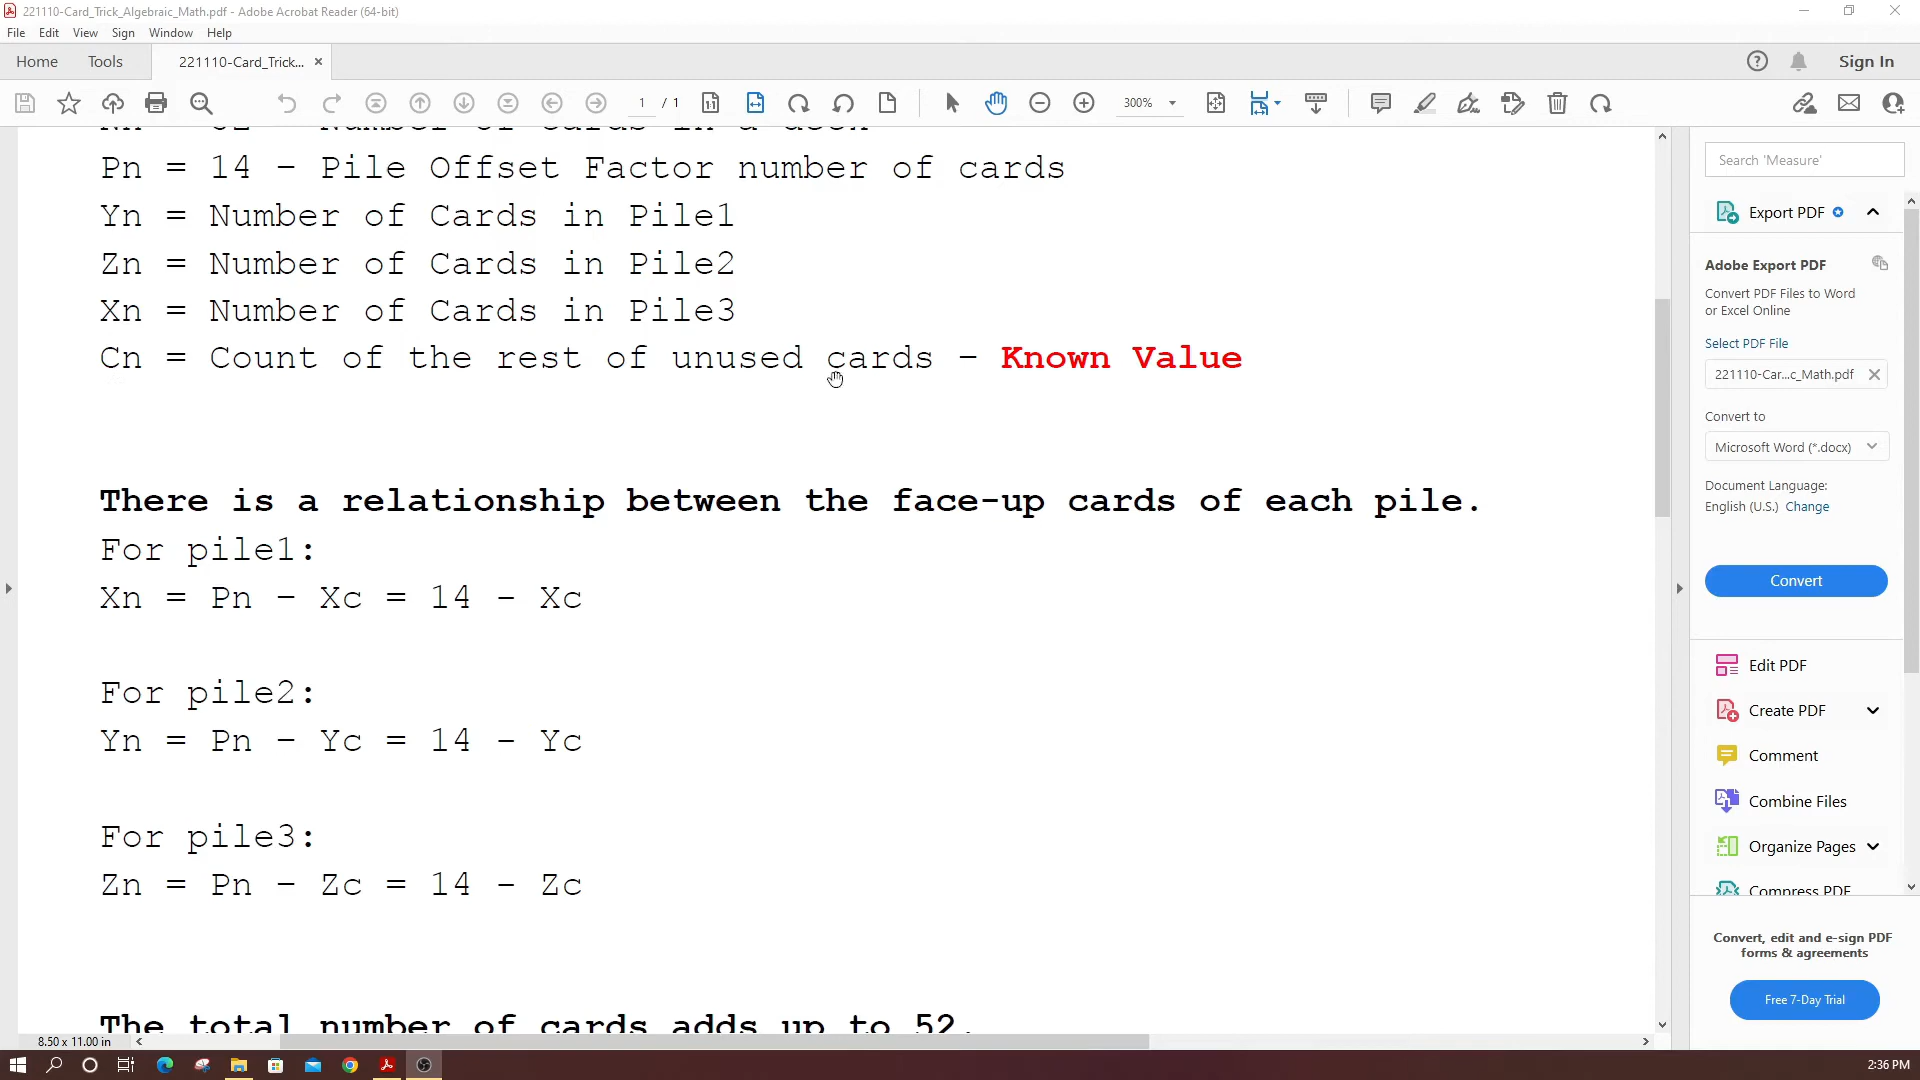 221110-Card_Trick_Algebraic_Math.pdf - Adobe Acrobat Reader (64-bit)
File Edit View Sign Window Help
Home Tools 221110-Card_Trick... ×
Sign In
1 / 1
300%
Pn = 14 - Pile Offset Factor number of cards
Yn = Number of Cards in Pile1
Zn = Number of Cards in Pile2
Xn = Number of Cards in Pile3
Cn = Count of the rest of unused cards - Known Value
There is a relationship between the face-up cards of each pile.
For pile1:
Xn = Pn - Xc = 14 - Xc
For pile2:
Yn = Pn - Yc = 14 - Yc
For pile3:
Zn = Pn - Zc = 14 - Zc
The total number of cards adds up to 52.
8.50 x 11.00 in
Search 'Measure'
Export PDF
Adobe Export PDF
Convert PDF Files to Word
or Excel Online
Select PDF File
221110-Car...c_Math.pdf
Convert to
Microsoft Word (*.docx)
Document Language:
English (U.S.) Change
Convert
Edit PDF
Create PDF
Comment
Combine Files
Organize Pages
Compress PDF
Convert, edit and e-sign PDF
forms & agreements
Free 7-Day Trial
2:36 PM